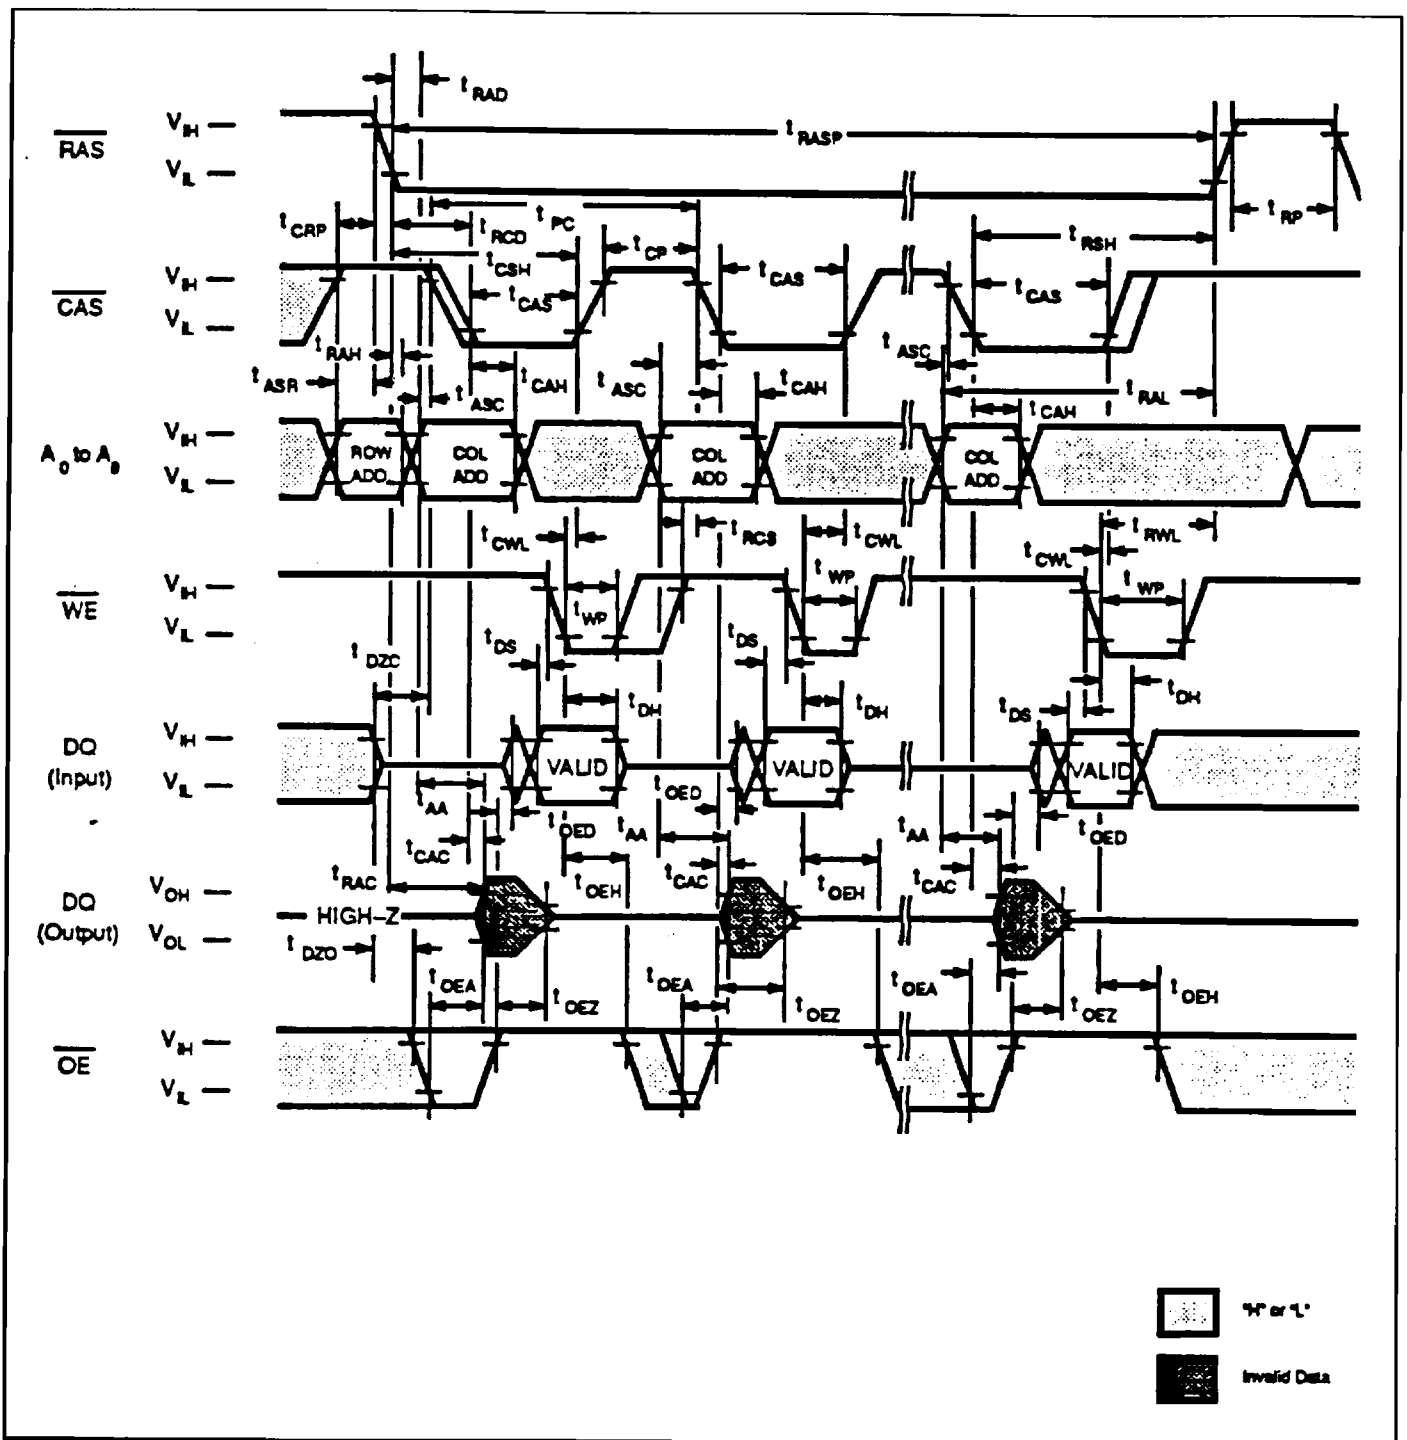 t RAD
RAS
V IH
t RASP
V IL
t CRP
t RCD
t PC
t RP
t CSH
t CP
t RSH
CAS
V IH
t CAS
t CAS
t CAS
V IL
t RAH
t ASC
t ASR
t ASC
t CAH
t ASC
t CAH
t RAL
t CAH
A 0 to A 9
V IH
V IL
ROW ADD
COL ADD
COL ADD
COL ADD
t CWL
t RCS
t CWL
t CWL
t RWL
WE
V IH
t WP
t WP
t WP
V IL
t DS
t DS
t DZC
t DH
t DH
t DS
t DH
DQ
(Input)
V IH
V IL
VALID
VALID
VALID
t AA
t OED
t OED
t AA
t AA
t OED
t CAC
t CAC
t CAC
t RAC
t OEH
t OEH
DQ
(Output)
V OH
HIGH-Z
V OL
t DZO
t OEA
t OEZ
t OEA
t OEZ
t OEA
t OEZ
t OEH
OE
V IH
V IL
"H" or "L"
Invalid Data